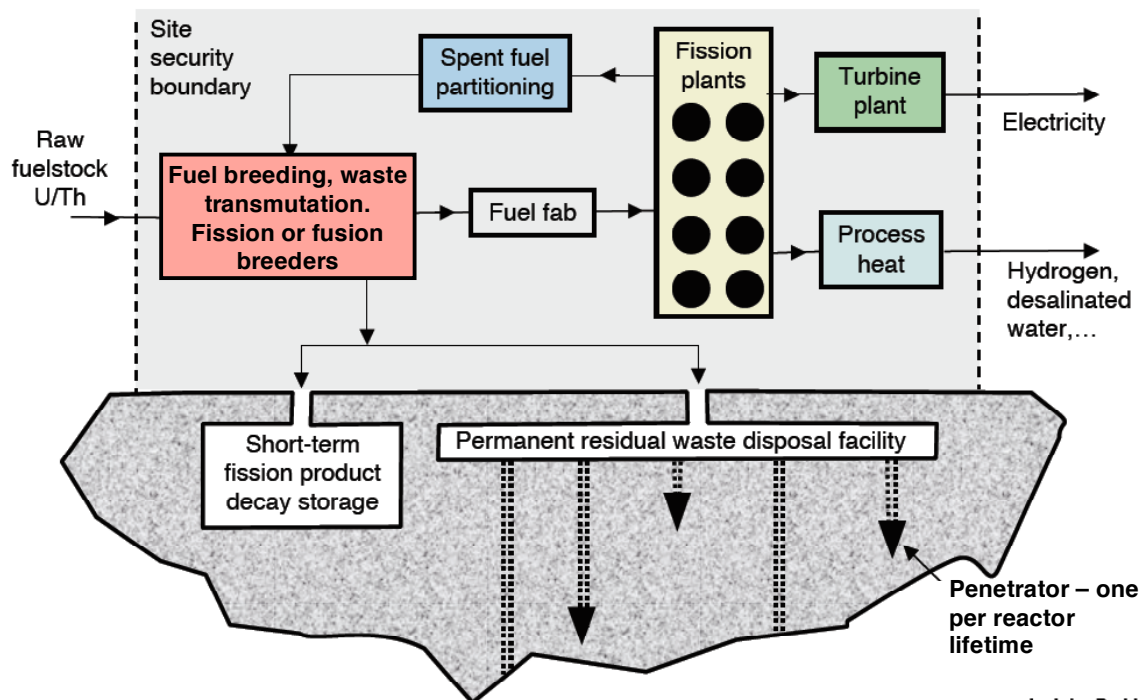 Site
security
boundary
Spent fuel
partitioning
Fission
plants
Turbine
plant
Electricity
Raw
fuelstock
U/Th
Fuel breeding, waste
transmutation.
Fission or fusion
breeders
Fuel fab
Process
heat
Hydrogen,
desalinated
water,…
Short-term
fission product
decay storage
Permanent residual waste disposal facility
Penetrator – one
per reactor
lifetime